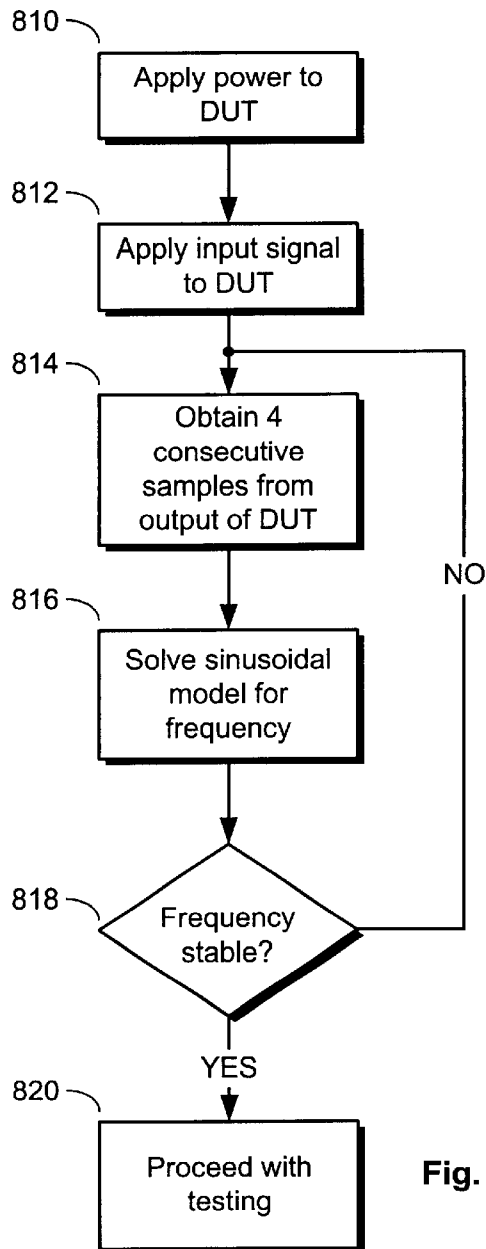 810
Apply power to
DUT
812
Apply input signal
to DUT
814
Obtain 4
consecutive
samples from
output of DUT
NO
816
Solve sinusoidal
model for
frequency
818
Frequency
stable?
YES
820
Proceed with
testing
Fig.